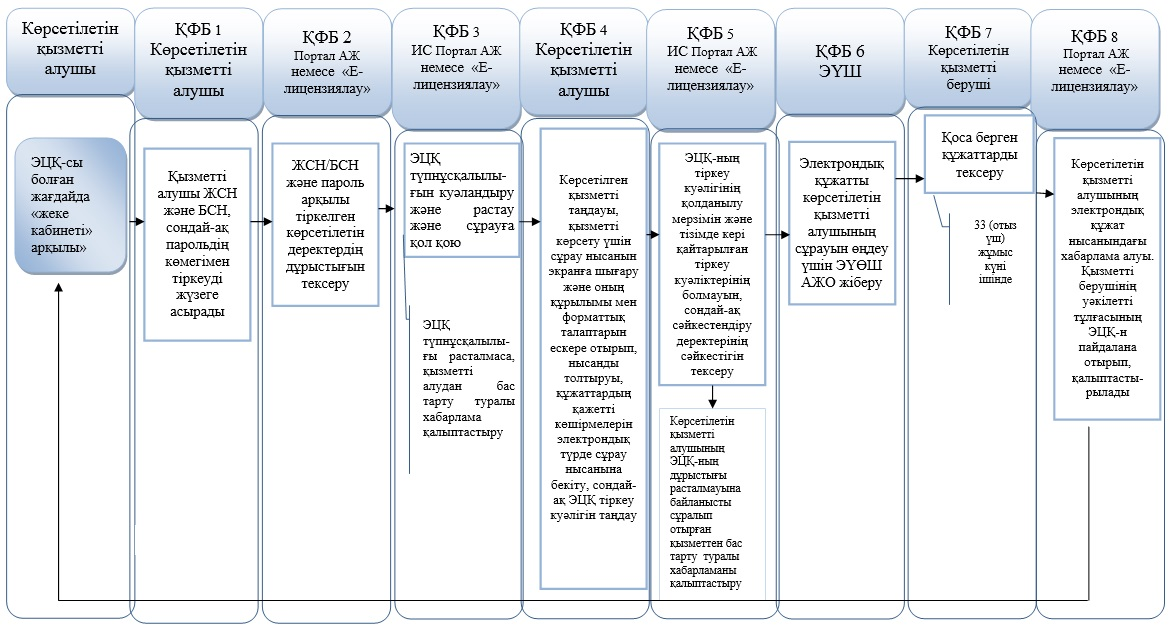 Көрсетілетін
қызметті
алушы
ҚФБ 1
Көрсетілетін
қызметті
алушы
ҚФБ 2
Портал АЖ
немесе «Е-
лицензиялау»
ҚФБ 3
ИС Портал АЖ
немесе «Е-
лицензиялау»
ҚФБ 4
Көрсетілетін
қызметті
алушы
ҚФБ 5
ИС Портал АЖ
немесе «Е-
лицензиялау»
ҚФБ 6
ЭҮШ
ҚФБ 7
Көрсетілетін
қызметті
беруші
ҚФБ 8
Портал АЖ
немесе «Е-
лицензиялау»
ЭЦҚ-сы
болған
жағдайда
«жеке
кабинеті»
арқылы»
Қызметті
алушы ЖСН
және БСН,
сондай-ақ
парольдің
көмегімен
тіркеуді
жүзеге
асырады
ЖСН/БСН
және пароль
арқылы
тіркелген
көрсетілетін
деректердің
дұрыстығын
тексеру
ЭЦҚ
түпнұсқалылы-
ғын куәландыру
және растау
және сұрауға
қол қою
ЭЦҚ
түпнұсқалылы-
ғы расталмаса,
қызметті
алудан бас
тарту туралы
хабарлама
қалыптастыру
Көрсетілген
қызметті
таңдауы,
қызметті
көрсету үшін
сұрау нысанын
экранға шығару
және оның
құрылымы мен
форматтық
талаптарын
ескере отырып,
нысанды
толтыруы,
құжаттардың
қажетті
көшірмелерін
электрондық
түрде сұрау
нысанына
бекіту, сондай-
ақ ЭЦҚ тіркеу
куәлігін таңдау
ЭЦҚ-ның
тіркеу
куәлігінің
қолданылу
мерзімін және
тізімде кері
қайтарылған
тіркеу
куәліктерінің
болмауын,
сондай-ақ
сәйкестендіру
деректерінің
сәйкестігін
тексеру
Көрсетілетін
қызметті
алушының
ЭЦҚ-ның
дұрыстығы
расталмауына
байланысты
сұралып
отырған
қызметтен бас
тарту туралы
хабарламаны
қалыптастыру
Электрондық
құжатты
көрсетілетін
қызметті
алушының
сұрауын өңдеу
үшін ЭҮӨШ
АЖО жіберу
Қоса берген
құжаттарды
тексеру
33 (отыз
үш)
жұмыс
күні
ішінде
Көрсетілетін
қызметті
алушының
электрондық
құжат
нысанындағы
хабарлама алуы.
Қызметті
берушінің
уәкілетті
тұлғасының
ЭЦҚ-н
пайдалана
отырып,
қалыптасты-
рылады